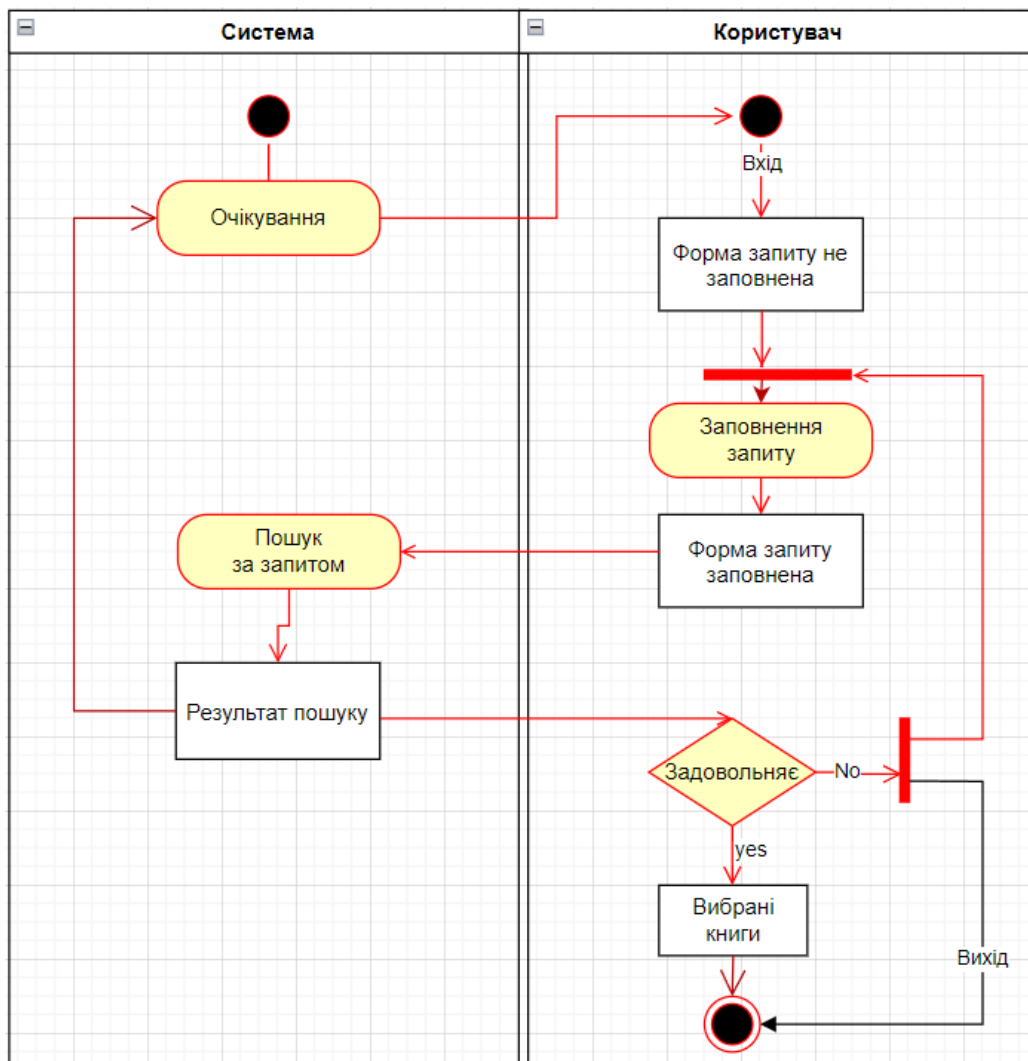 Система
Користувач
Вхід
Очікування
Форма запиту не
заповнена
Заповнення
запиту
Пошук
за запитом
Форма запиту
заповнена
Результат пошуку
Задовольняє
No
yes
Вибрані
книги
Вихід